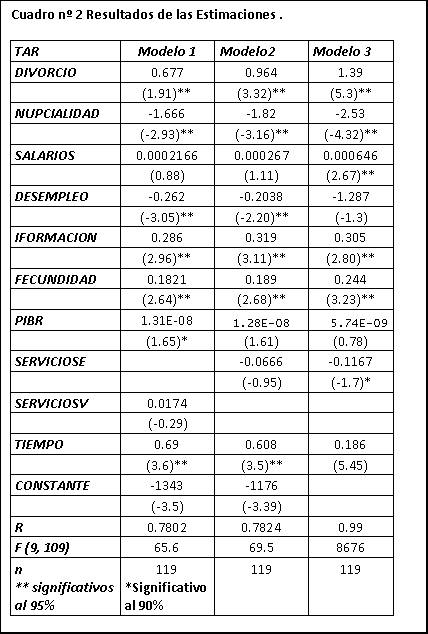 Cuadro nº 2 Resultados de las Estimaciones .
TAR Modelo 1 Modelo2 Modelo 3
DIVORCIO 0.677 0.964 1.39
(1.91)** (3.32)** (5.3)**
NUPCIALIDAD -1.666 -1.82 -2.53
(-2.93)** (-3.16)** (-4.32)**
SALARIOS 0.0002166 0.000267 0.000646
(0.88) (1.11) (2.67)**
DESEMPLEO -0.262 -0.2038 -1.287
(-3.05)** (-2.20)** (-1.3)
IFORMACION 0.286 0.319 0.305
(2.96)** (3.11)** (2.80)**
FECUNDIDAD 0.1821 0.189 0.244
(2.64)** (2.68)** (3.23)**
PIBR 1.31E-08 1.28E-08 5.74E-09
(1.65)* (1.61) (0.78)
SERVICIOSE -0.0666 -0.1167
(-0.95) (-1.7)*
SERVICIOSV 0.0174
(-0.29)
TIEMPO 0.69 0.608 0.186
(3.6)** (3.5)** (5.45)
CONSTANTE -1343 -1176
(-3.5) (-3.39)
R 0.7802 0.7824 0.99
F (9, 109) 65.6 69.5 8676
n 119 119 119
** significativos *Significativo
al 95% al 90%